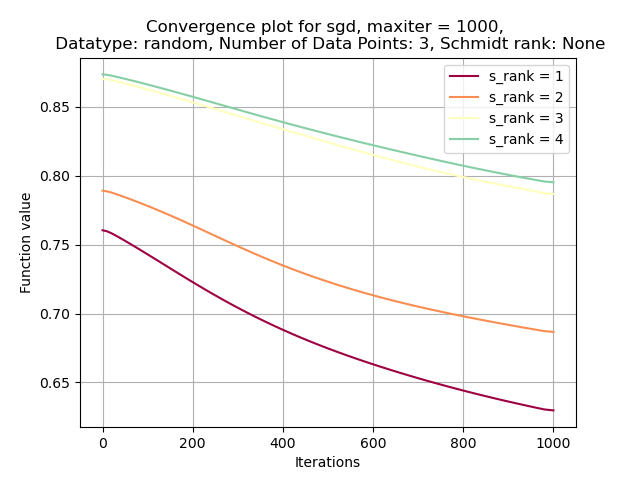 Convergence plot for sgd, maxiter = 1000,
Datatype: random, Number of Data Points: 3, Schmidt rank: None
s_rank = 1
s_rank = 2
s_rank = 3
s_rank = 4
0.85
0.80
0.75
0.70
0.65
Function value
0 200 400 600 800 1000
Iterations